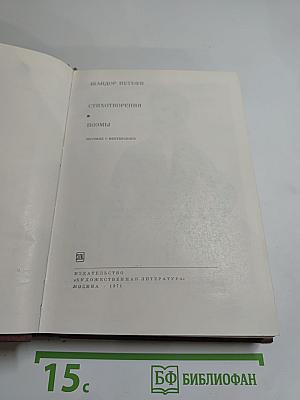 ШАНДОР ПЕТЕФИ
СТИХОТВОРЕНИЯ
ПОЭМЫ
ПЕРЕВОД С ВЕНГЕРСКОГО
ИЗДАТЕЛЬСТВО
«ХУДОЖЕСТВЕННАЯ ЛИТЕРАТУРА»
МОСКВА · 1971
15с
БФ БИБЛИОФАН